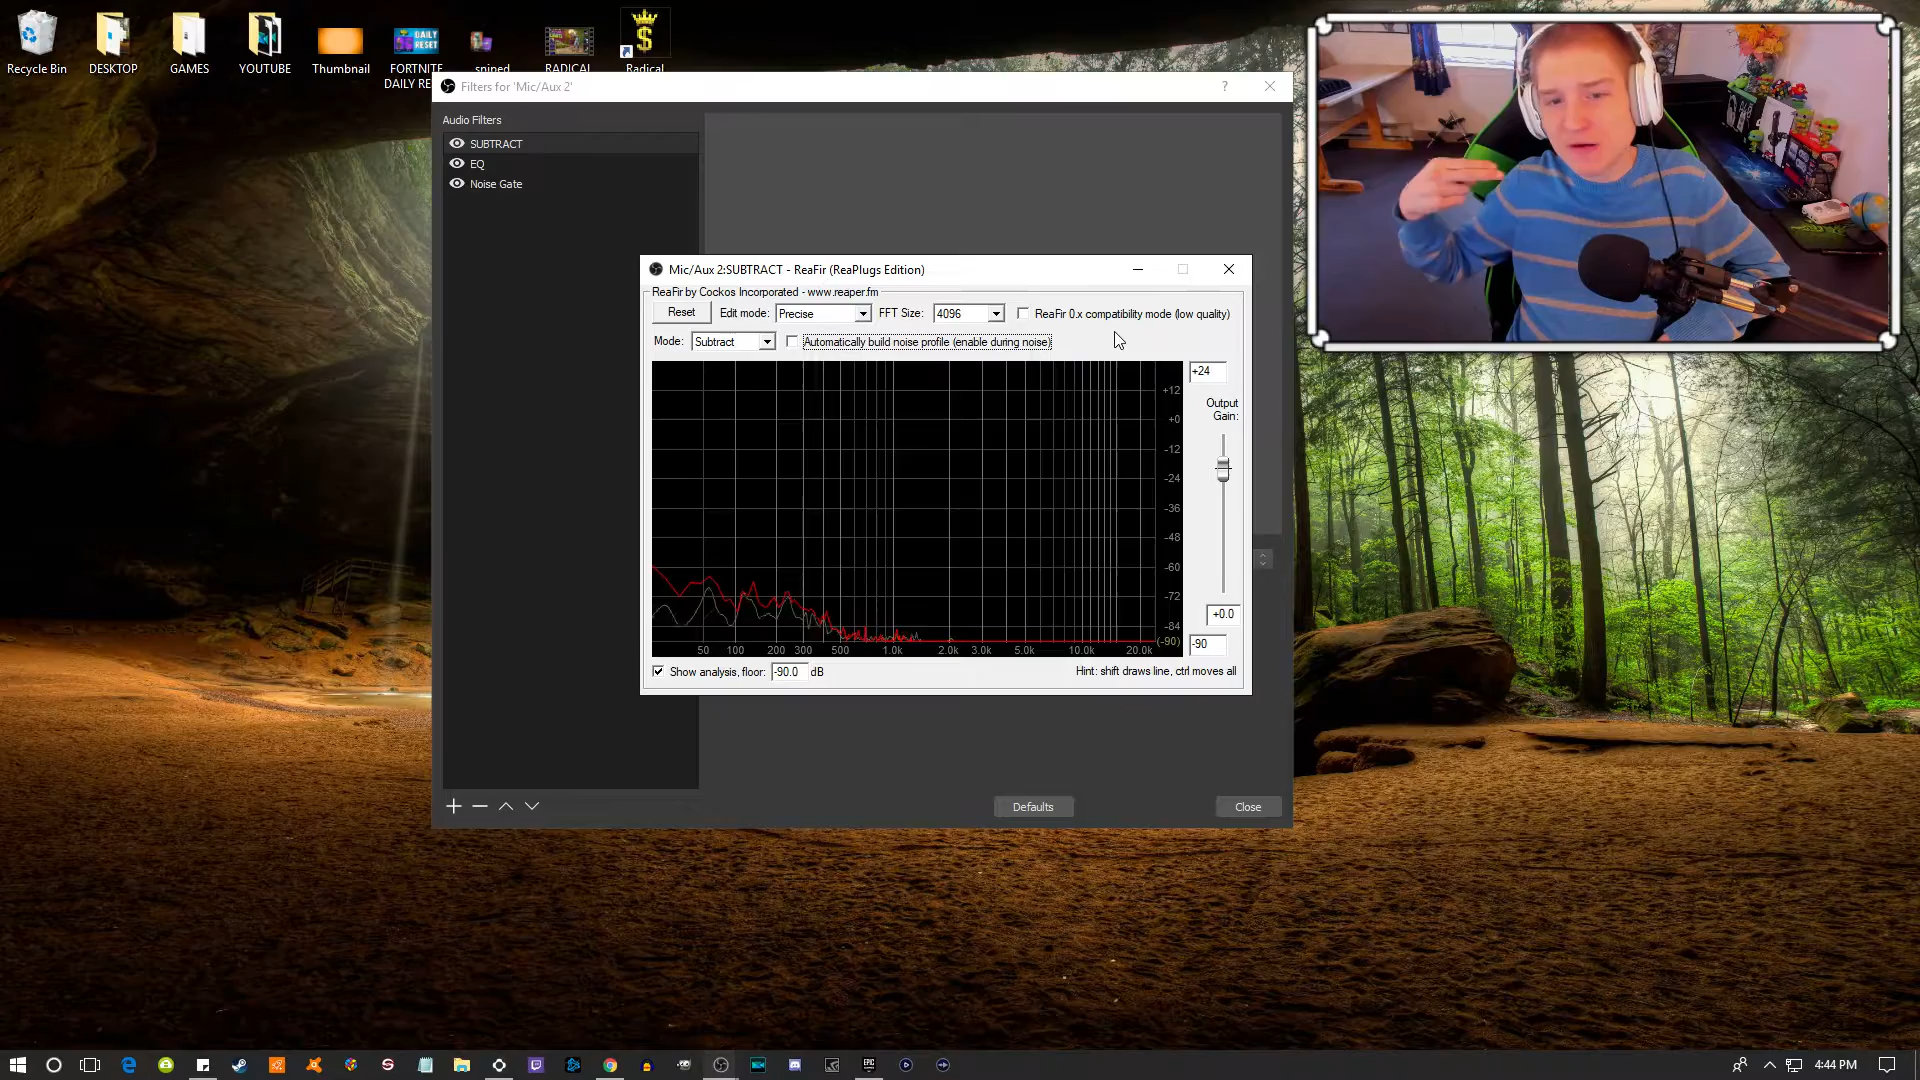 Recycle Bin
DESKTOP
GAMES
YOUTUBE
Thumbnail
FORTNITE
DAILY RE
snined
RADICAL
Radical
DAILY
RESET
Filters for 'Mic/Aux 2'
?
Audio Filters
SUBTRACT
EQ
Noise Gate
Mic/Aux 2:SUBTRACT - ReaFir (ReaPlugs Edition)
ReaFir by Cockos Incorporated - www.reaper.fm
Reset
Edit mode:
Precise
FFT Size:
4096
ReaFir 0.x compatibility mode (low quality)
Mode:
Subtract
Automatically build noise profile (enable during noise)
+24
Output
Gain:
+12
+0
-12
-24
-36
-48
-60
-72
-84
(-90)
+0.0
-90
50 100 200 300 500 1.0k 2.0k 3.0k 5.0k 10.0k 20.0k
Show analysis, floor:
-90.0
dB
Hint: shift draws line, ctrl moves all
Defaults
Close
EPIC
4:44 PM